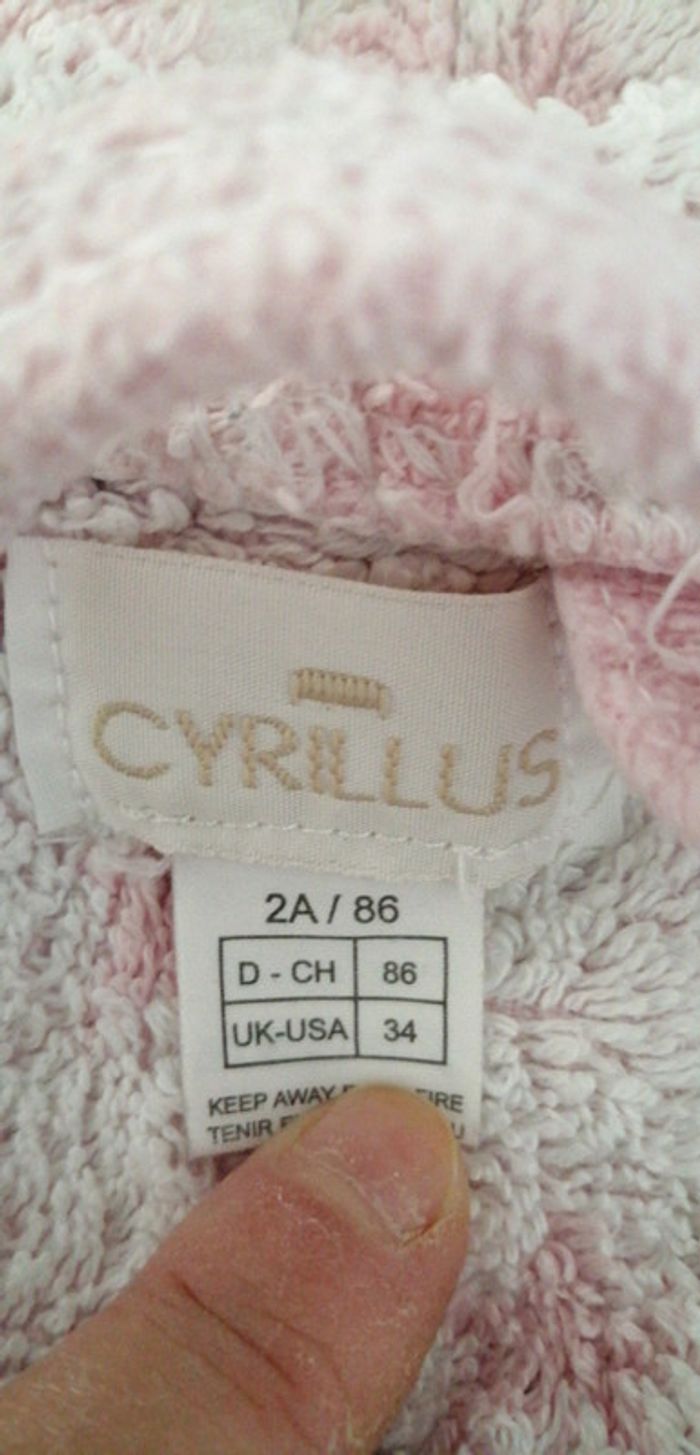 CYRILLUS
2A / 86
D - CH 86
UK-USA 34
KEEP AWAY FIRE
TENIR